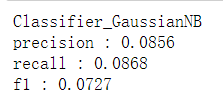 Classifier_GaussianNB
precision : 0.0856
recall : 0.0868
f1 : 0.0727